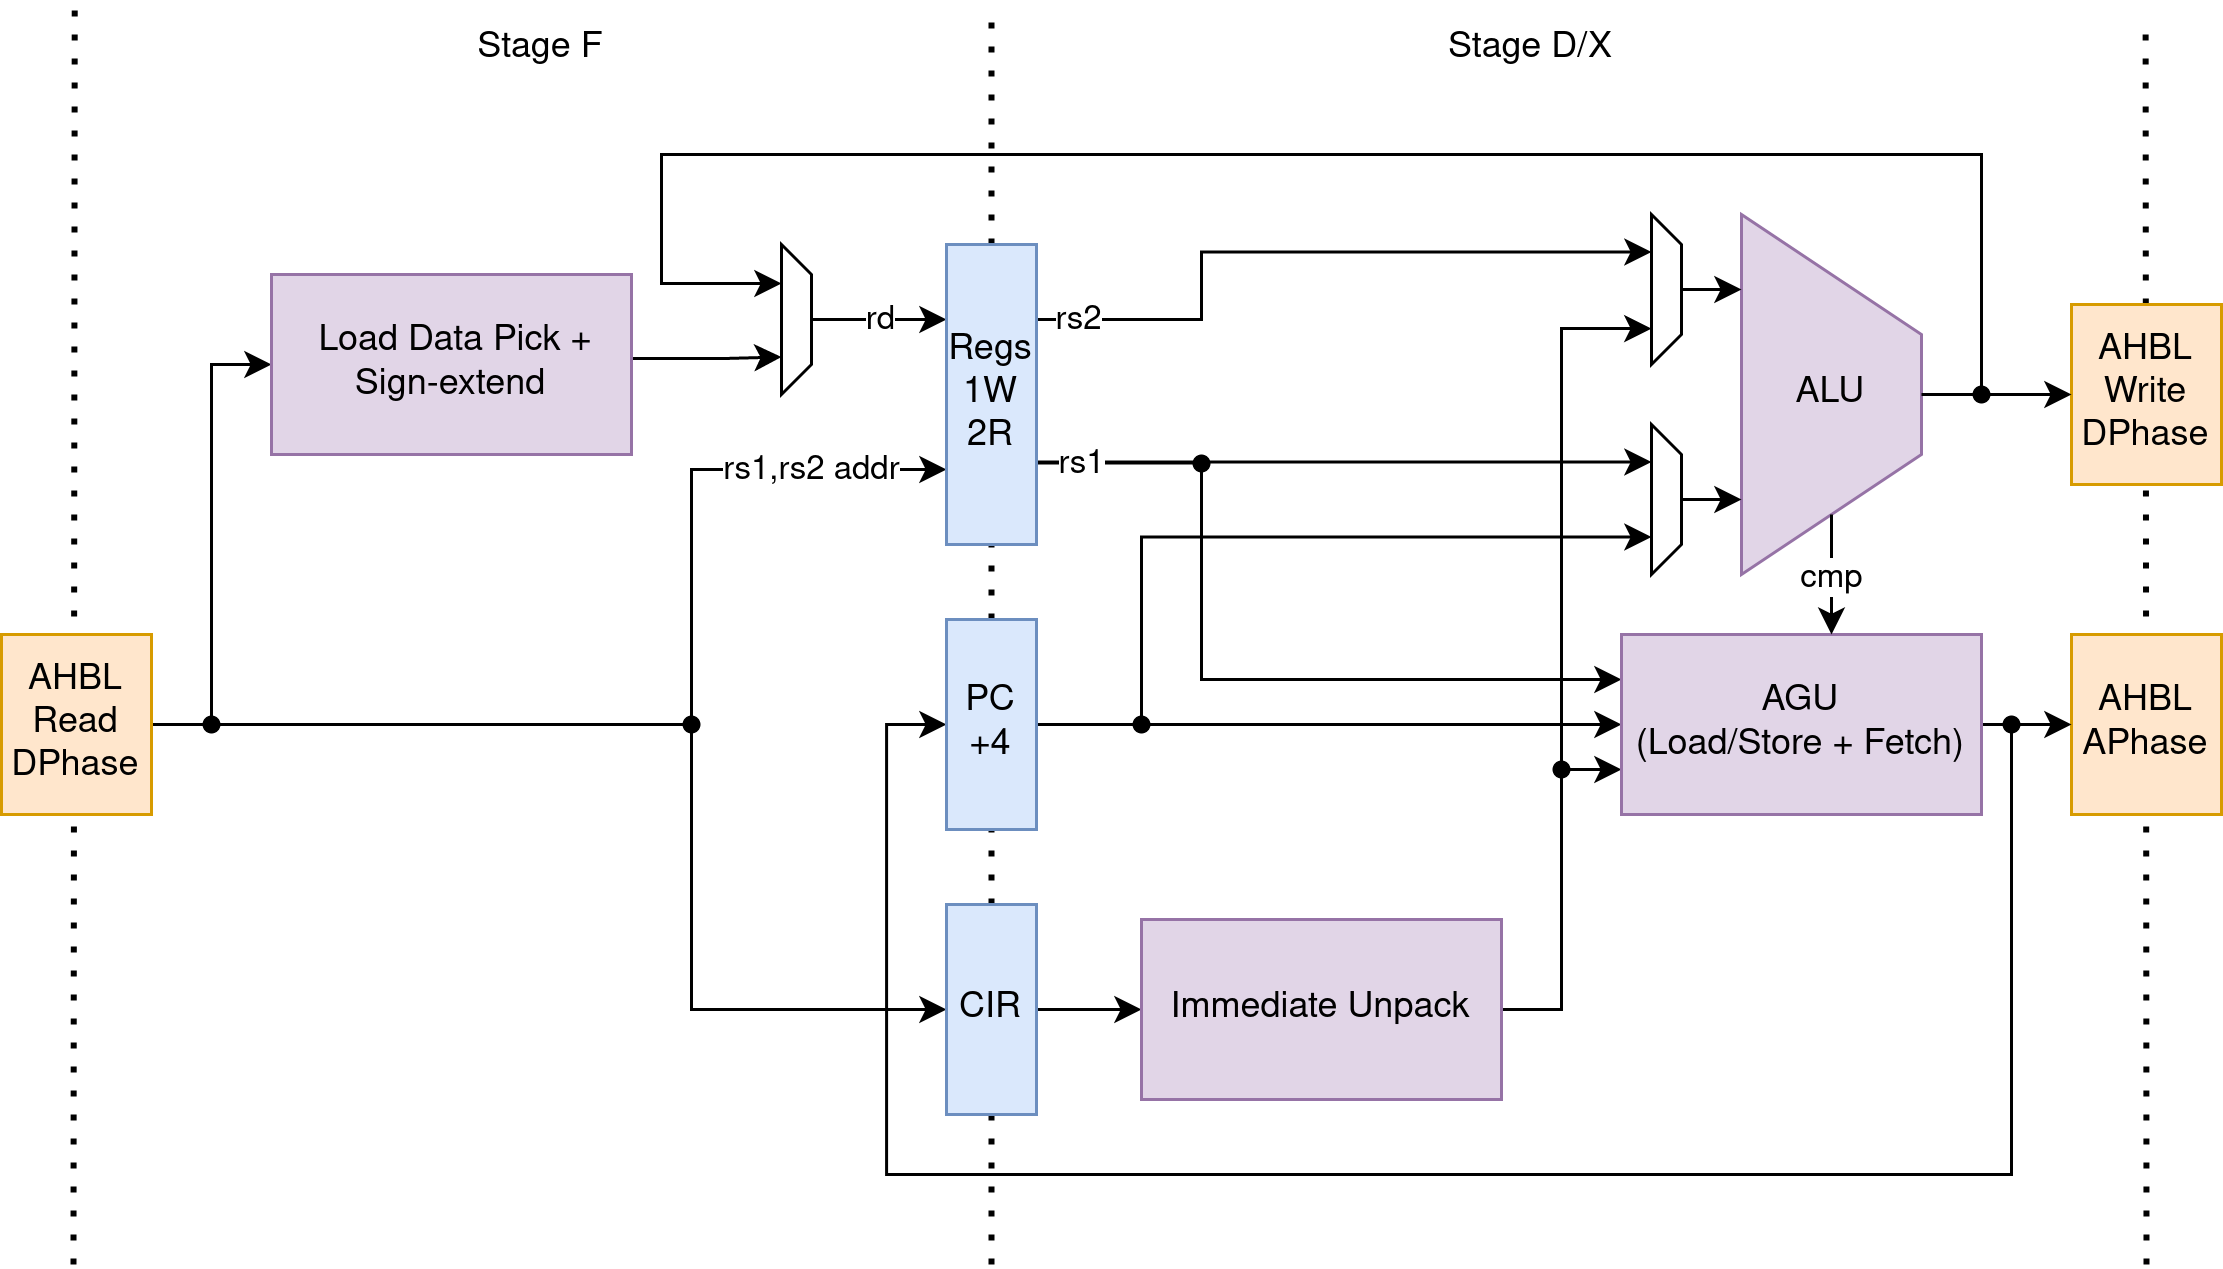 Stage F
Stage D/X
Load Data Pick +
Sign-extend
rd
rs1,rs2 addr
Regs
1W
2R
rs2
rs1
ALU
cmp
AHBL
Write
DPhase
AHBL
Read
DPhase
PC
+4
AGU
(Load/Store + Fetch)
AHBL
APhase
CIR
Immediate Unpack